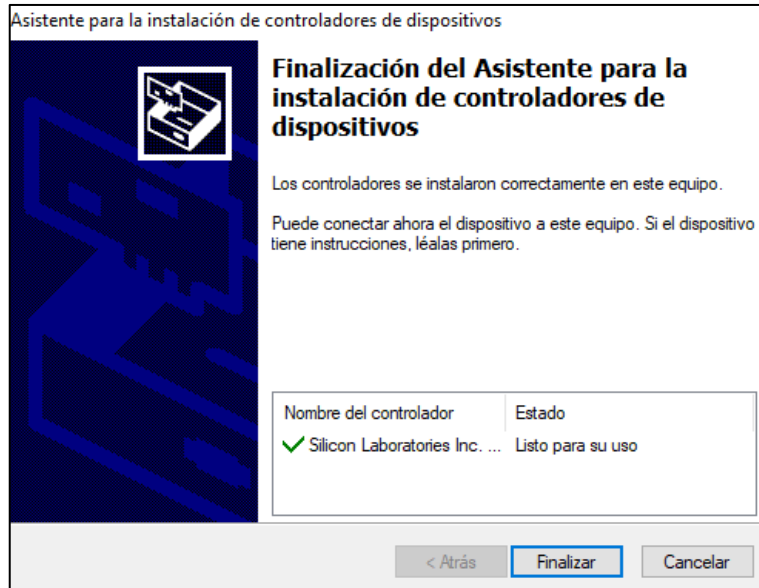 Asistente para la instalación de controladores de dispositivos
Finalización del Asistente para la
instalación de controladores de
dispositivos
Los controladores se instalaron correctamente en este equipo.
Puede conectar ahora el dispositivo a este equipo. Si el dispositivo
tiene instrucciones, léalas primero.
Nombre del controlador Estado
Silicon Laboratories Inc. ... Listo para su uso
< Atrás Finalizar Cancelar